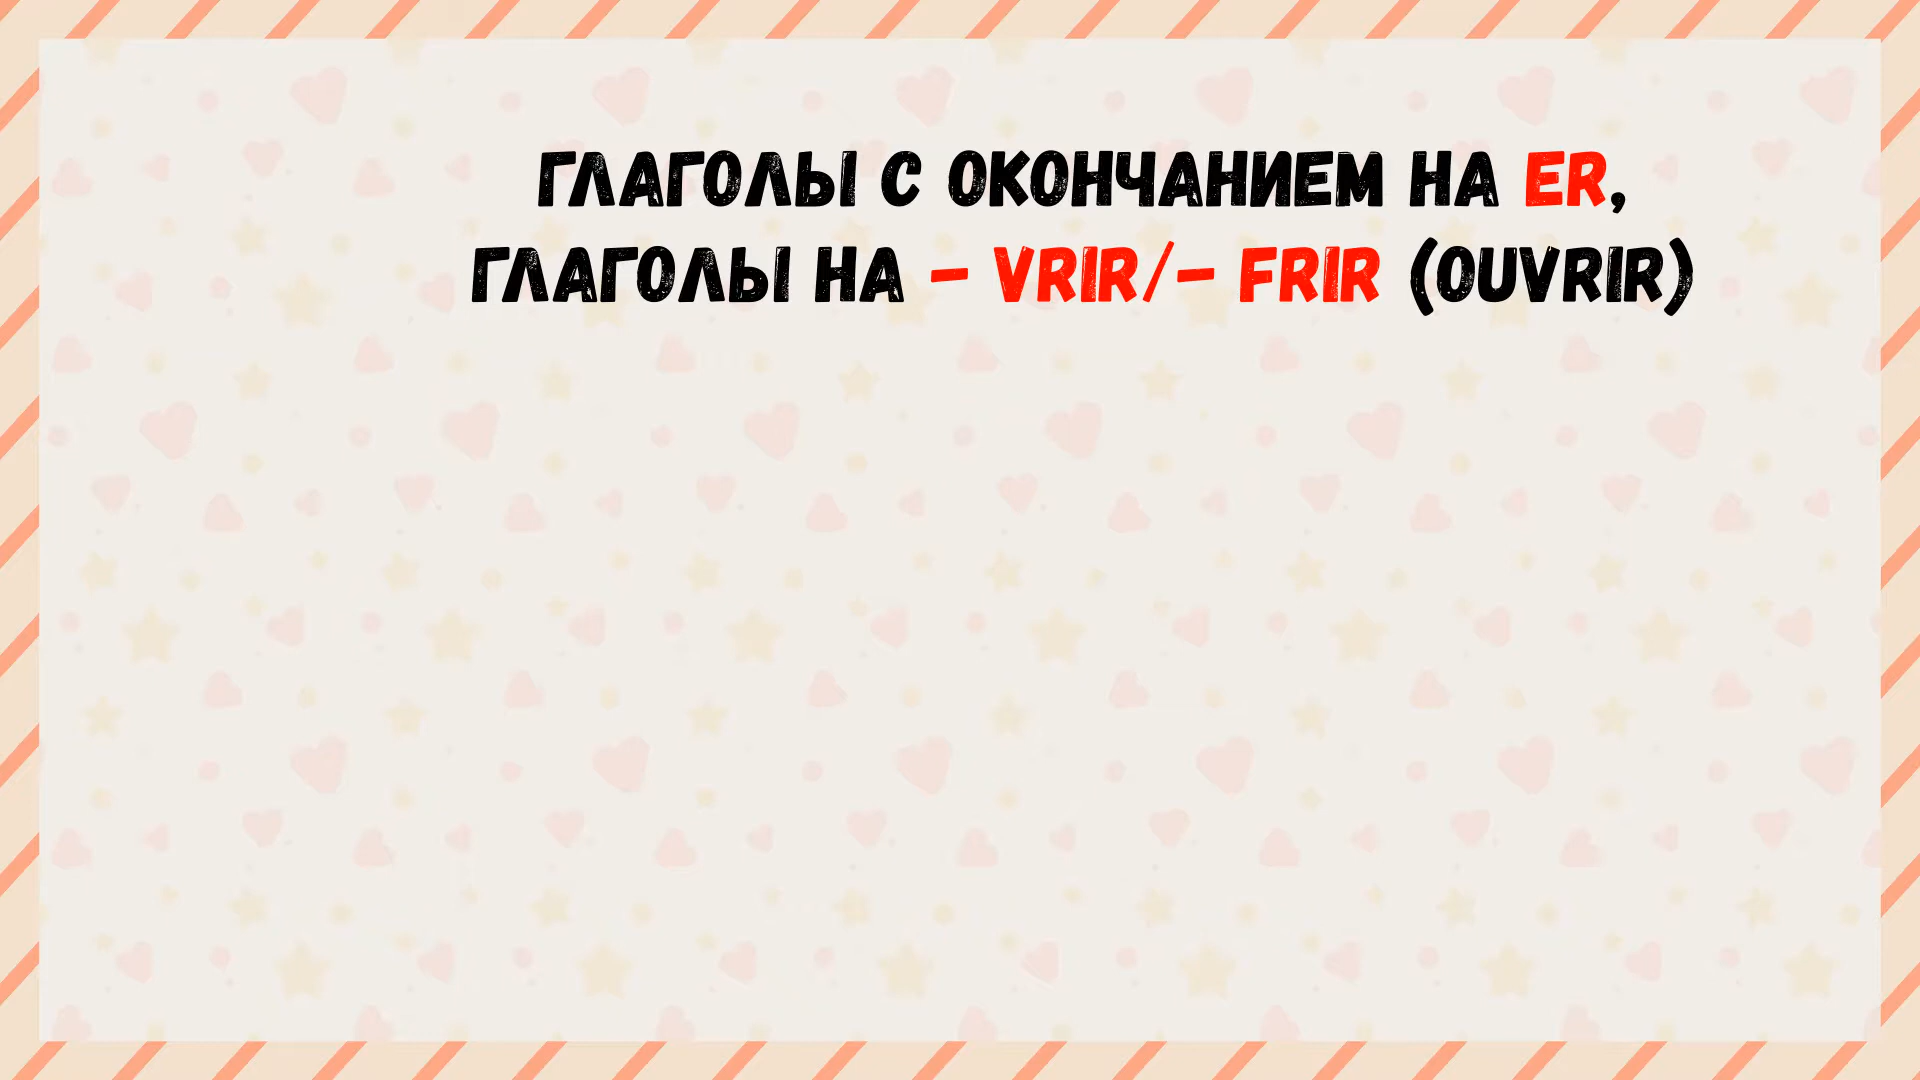 ГЛАГОЛЫ С ОКОНЧАНИЕМ НА ER,
ГЛАГОЛЫ НА - VRIR/- FRIR (OUVRIR)